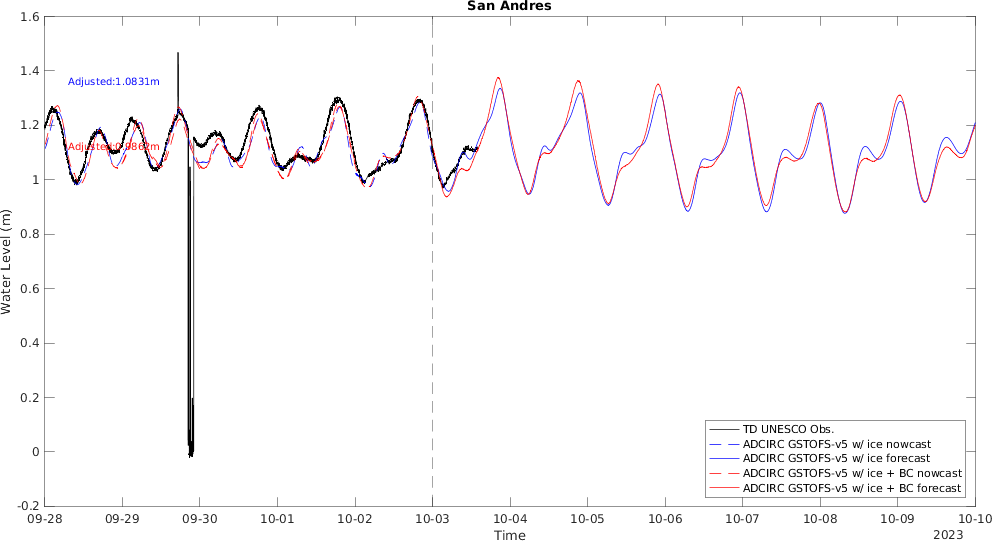 San Andres
1.6
1.4
1.2
1
0.8
0.6
0.4
0.2
0
-0.2
Water Level (m)
Adjusted:1.0831m
TD UNESCO Obs.
ADCIRC GSTOFS-v5 w/ ice nowcast
ADCIRC GSTOFS-v5 w/ ice forecast
ADCIRC GSTOFS-v5 w/ ice + BC nowcast
ADCIRC GSTOFS-v5 w/ ice + BC forecast
09-28 09-29 09-30 10-01 10-02 10-03 10-04 10-05 10-06 10-07 10-08 10-09 10-10
Time
2023